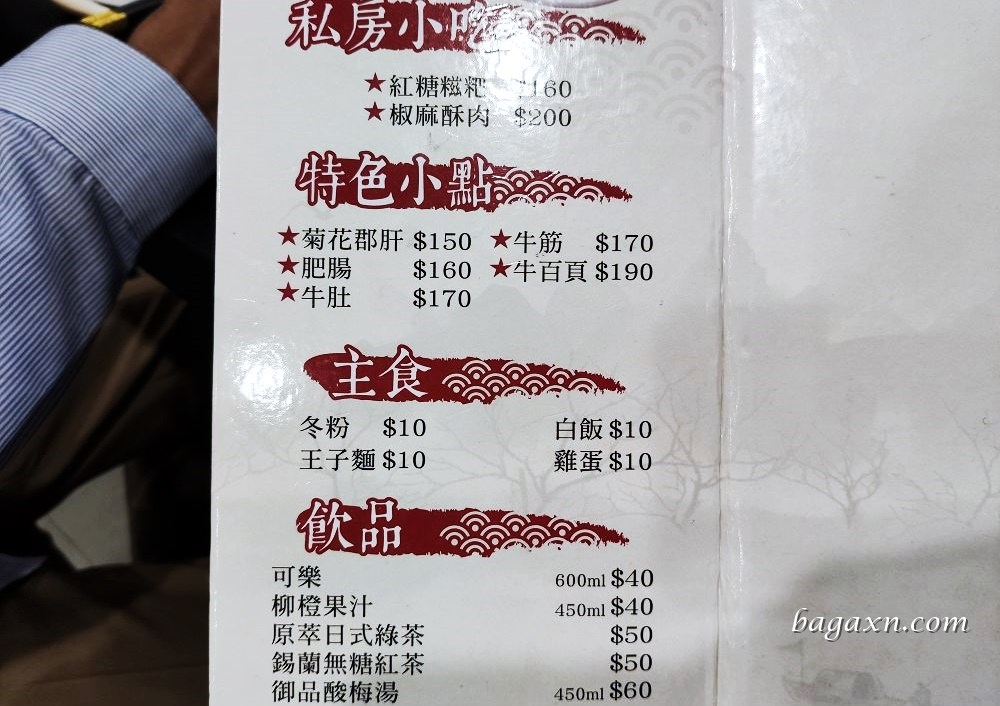 私房小吃
★紅糖糍粑 $160
★椒麻酥肉 $200
特色小點
★菊花郡肝 $150 ★牛筋 $170
★肥腸 $160 ★牛百頁 $190
★牛肚 $170
主食
冬粉 $10 白飯 $10
王子麵 $10 雞蛋 $10
飲品
可樂 600ml $40
柳橙果汁 450ml $40
原萃日式綠茶 $50
錫蘭無糖紅茶 $50
御品酸梅湯 450ml $60
bagaxn.com